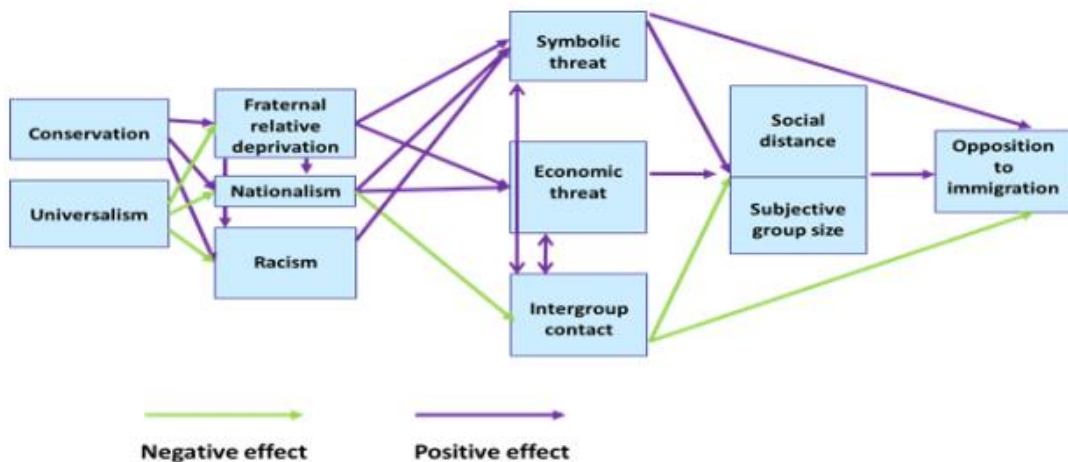 Conservation
Universalism
Fraternal
relative
deprivation
Nationalism
Racism
Symbolic
threat
Economic
threat
Intergroup
contact
Social
distance
Subjective
group size
Opposition
to
immigration
Negative effect
Positive effect